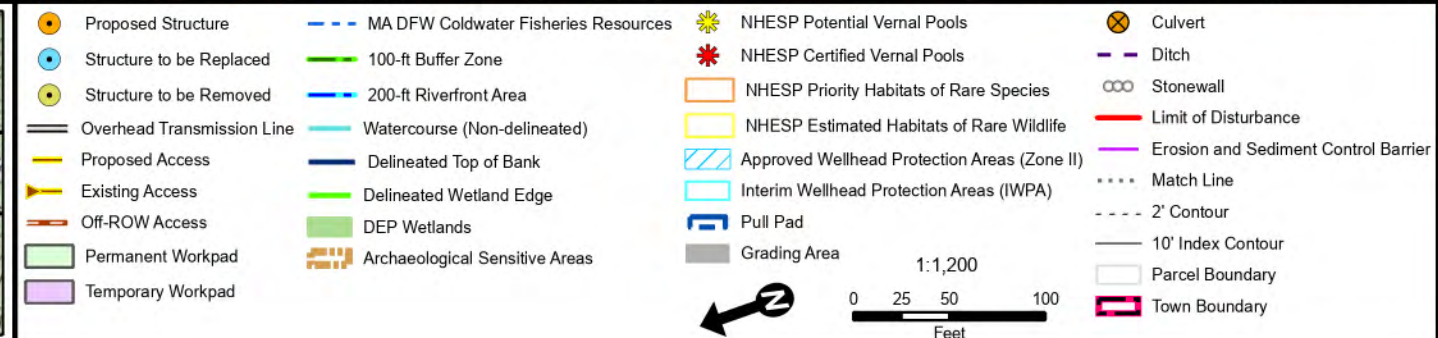 Proposed Structure
Structure to be Replaced
Structure to be Removed
Overhead Transmission Line
Proposed Access
Existing Access
Off-ROW Access
Permanent Workpad
Temporary Workpad
MA DFW Coldwater Fisheries Resources
100-ft Buffer Zone
200-ft Riverfront Area
Watercourse (Non-delineated)
Delineated Top of Bank
Delineated Wetland Edge
DEP Wetlands
Archaeological Sensitive Areas
NHESP Potential Vernal Pools
NHESP Certified Vernal Pools
NHESP Priority Habitats of Rare Species
NHESP Estimated Habitats of Rare Wildlife
Approved Wellhead Protection Areas (Zone II)
Interim Wellhead Protection Areas (IWPA)
Pull Pad
Grading Area
N
1:1,200
0 25 50 100
Feet
Culvert
Ditch
Stonewall
Limit of Disturbance
Erosion and Sediment Control Barrier
Match Line
2' Contour
10' Index Contour
Parcel Boundary
Town Boundary